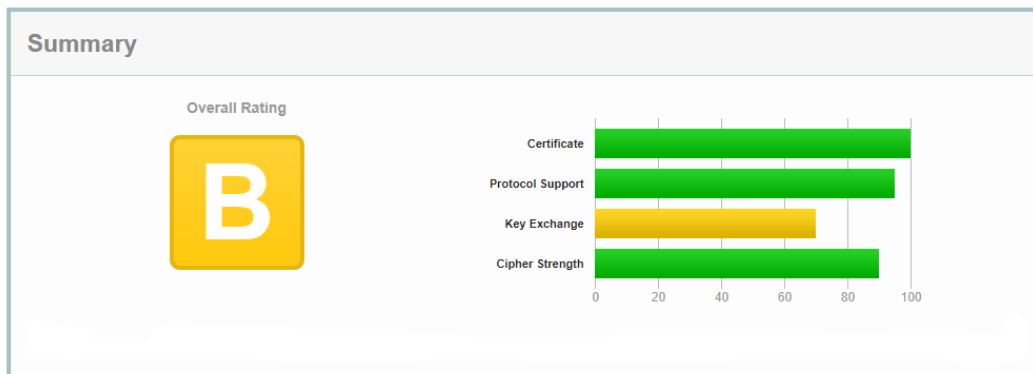 Summary
Overall Rating
B
Certificate
Protocol Support
Key Exchange
Cipher Strength
0 20 40 60 80 100